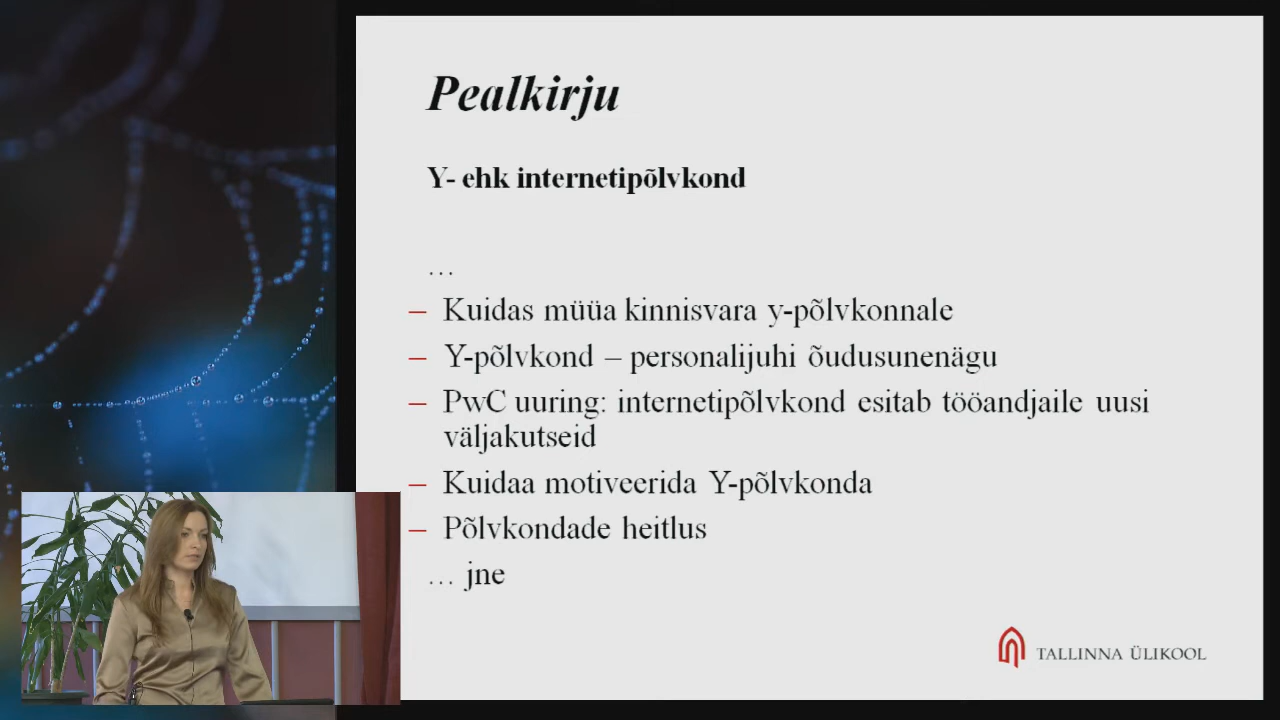 Pealkirju
Y- ehk internetipõlvkond
…
– Kuidas müüa kinnisvara y-põlvkonnale
– Y-põlvkond – personalijuhi õudusunenägu
– PwC uuring: internetipõlvkond esitab tööandjaile uusi
väljakutseid
– Kuidaa motiveerida Y-põlvkonda
– Põlvkondade heitlus
… jne
TALLINNA ÜLIKOOL